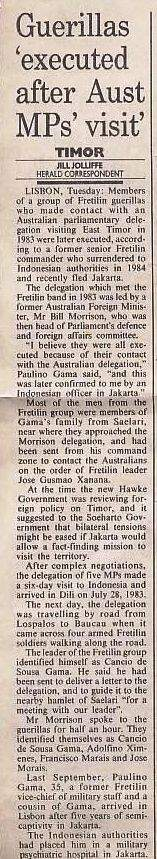 Guerillas
‘executed
after Aust
MPs’ visit’
TIMOR
JILL JOLLIFFE
HERALD CORRESPONDENT
LISBON, Tuesday: Members
of a group of Fretilin guerillas
who made contact with an
Australian parliamentary dele-
gation visiting East Timor in
1983 were later executed, accord-
ing to a former senior Fretilin
commander who surrendered to
Indonesian authorities in 1984
and recently fled Jakarta.
The delegation which met the
Fretilin band in 1983 was led by a
former Australian Foreign Minis-
ter, Mr Bill Morrison, who was
then head of Parliament's defence
and foreign affairs committee.
"I believe they were all exe-
cuted because of their contact
with the Australian delegation,"
Paulino Gama said, "and this
was later confirmed to me by an
Indonesian officer in Jakarta."
Most of the men from the
Fretilin group were members of
Gama's family from Saelari,
near where they approached the
Morrison delegation, and had
been sent from his command
zone to contact the Australians
on the order of Fretilin leader
Jose Gusmao Xanana.
At the time the new Hawke
Government was reviewing for-
eign policy on Timor, and it
suggested to the Soeharto Gov-
ernment that bilateral tensions
might be eased if Jakarta would
allow a fact-finding mission to
visit the territory.
After complex negotiations,
the delegation of five MPs made
a six-day visit to Indonesia and
arrived in Dili on July 28, 1983.
The next day, the delegation
was travelling by road from
Lospalos to Baucau when it
came across four armed Fretilin
soldiers walking along the road.
The leader of the Fretilin group
identified himself as Cancio de
Sousa Gama. He said he had
been sent to deliver a letter to the
delegation, and to guide it to the
nearby hamlet of Saelari "for a
meeting with our leader".
Mr Morrison spoke to the
guerillas for half an hour. They
identified themselves as Cancio
de Sousa Gama, Adolfino Xim-
enes, Francisco Marais and Jose
Morais.
Last September, Paulino
Gama, 35, a former Fretilin
vice-chief of military staff and a
cousin of Gama, arrived in
Lisbon after five years of semi-
captivity in Jakarta.
The Indonesian authorities
had placed him in a military
psychiatric hospital in Jakarta,